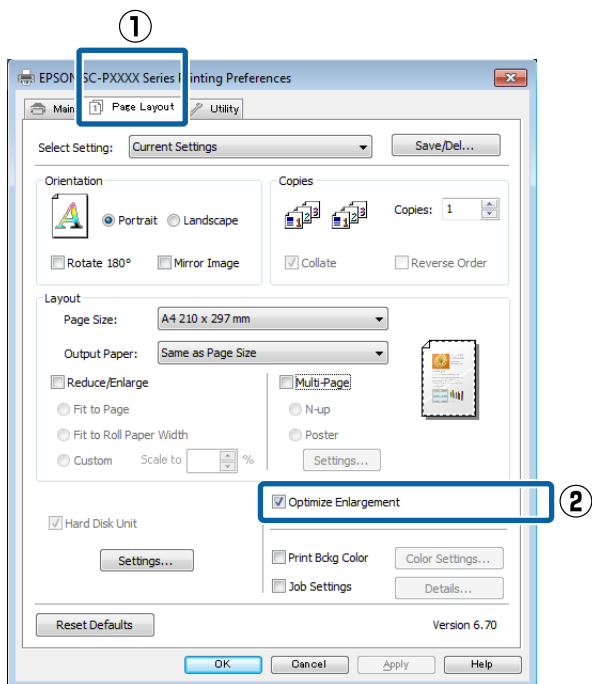 ①
EPSON SC-PXXXX Series Printing Preferences
Main Page Layout Utility
Select Setting: Current Settings Save/Del...
Orientation Copies
Portrait Landscape Copies: 1
Rotate 180° Mirror Image Collate Reverse Order
Layout
Page Size: A4 210 x 297 mm
Output Paper: Same as Page Size
Reduce/Enlarge Multi-Page
Fit to Page N-up
Fit to Roll Paper Width Poster
Custom Scale to % Settings...
Optimize Enlargement ②
Hard Disk Unit
Settings... Print Bckg Color Color Settings...
Job Settings Details...
Reset Defaults Version 6.70
OK Cancel Apply Help